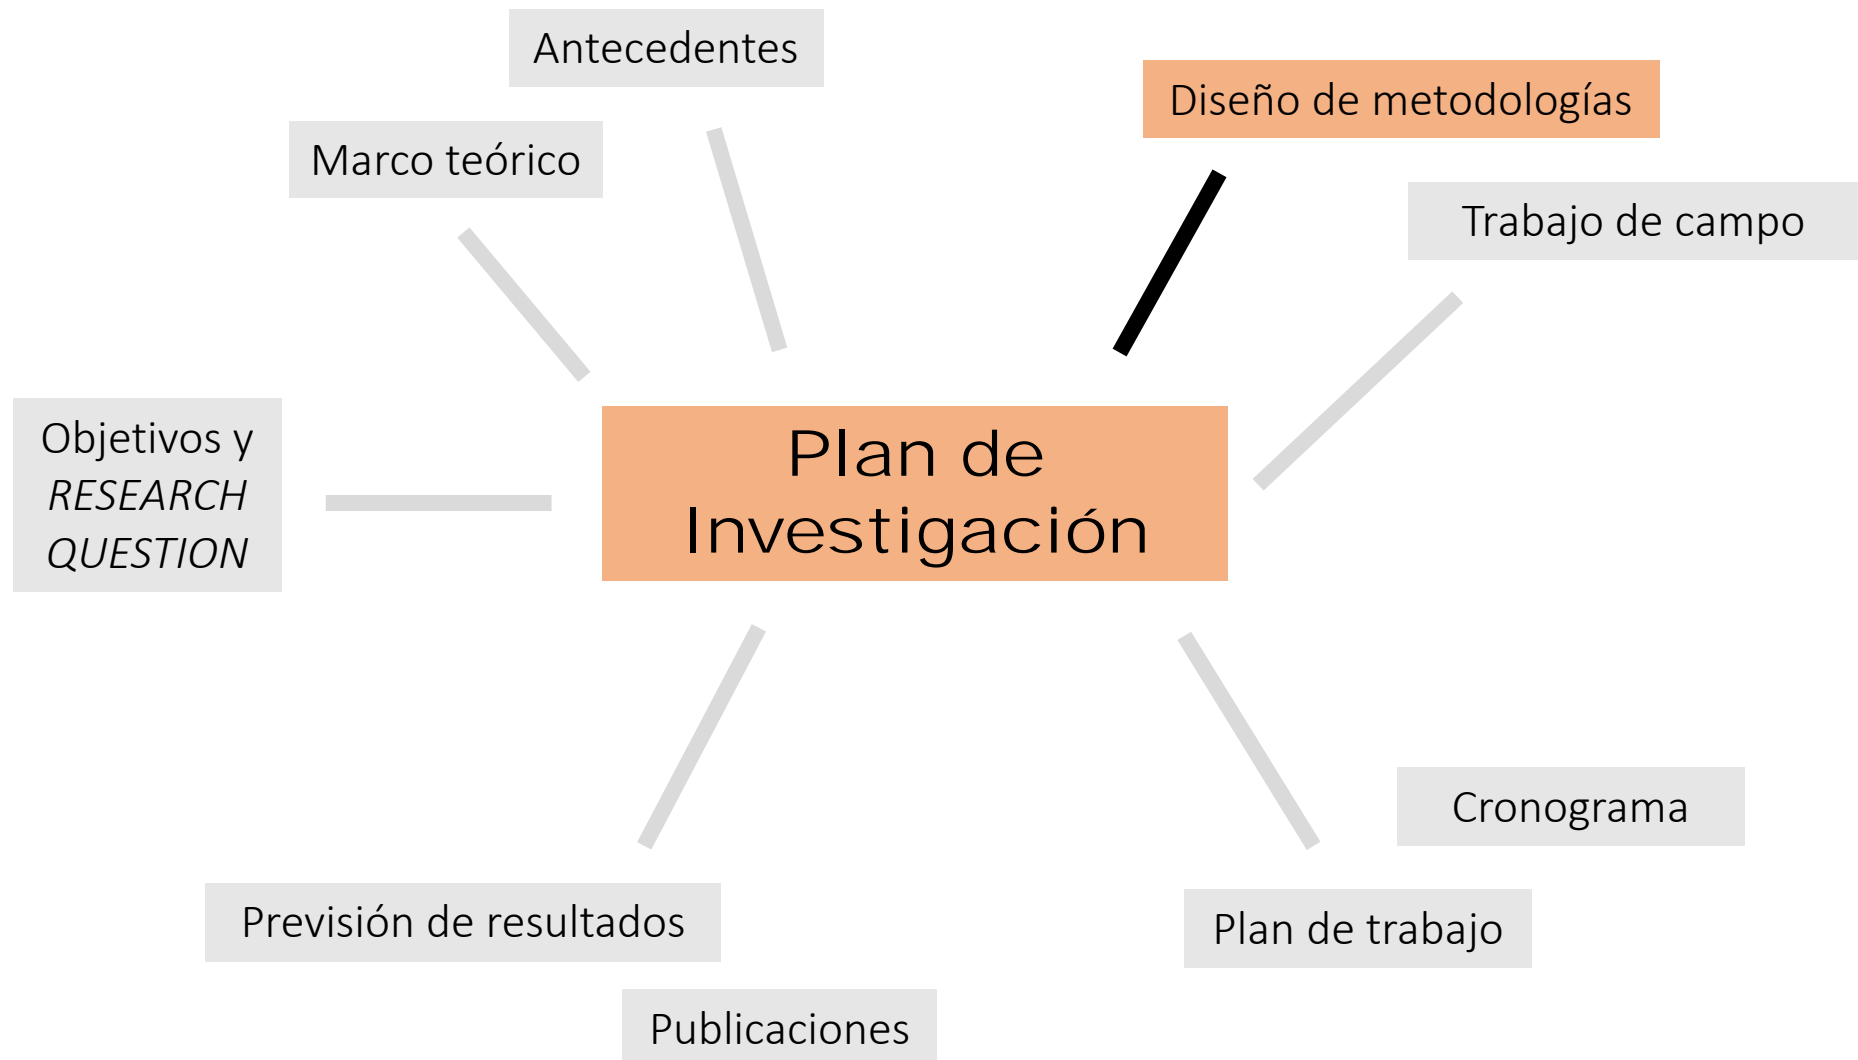 Antecedentes
Diseño de metodologías
Marco teórico
Trabajo de campo
Objetivos y
RESEARCH
QUESTION
Plan de
Investigación
Cronograma
Previsión de resultados
Plan de trabajo
Publicaciones